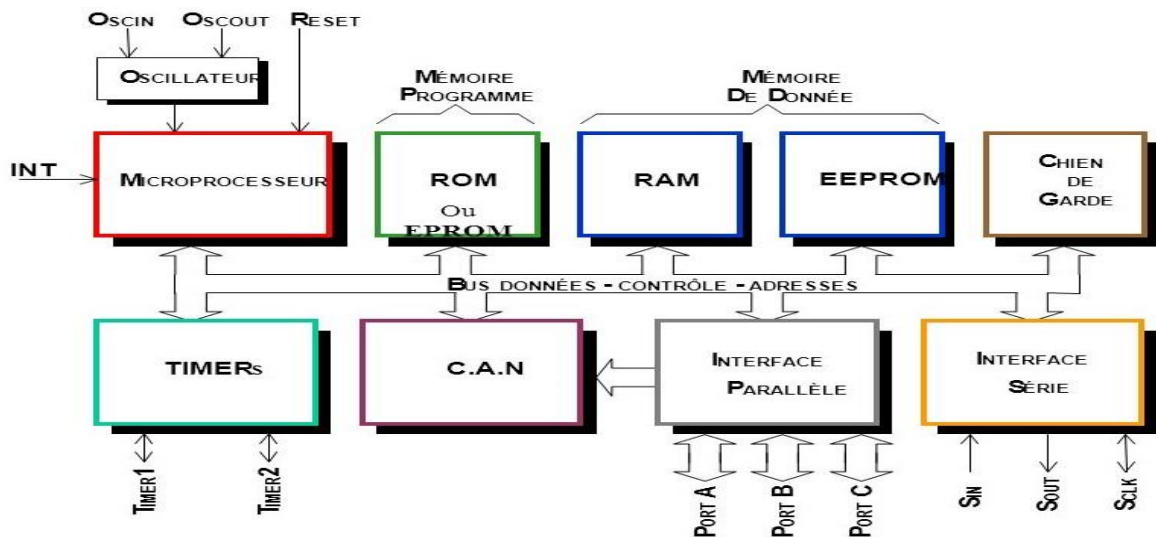 OSCIN OSCOUT RESET
OSCILLATEUR
MÉMOIRE
PROGRAMME
MÉMOIRE
DE DONNÉE
INT
MICROPROCESSEUR
ROM
Ou
EPROM
RAM
EEPROM
CHIEN
DE
GARDE
BUS DONNÉES - CONTRÔLE - ADRESSES
TIMERs
C.A.N
INTERFACE
PARALLÈLE
INTERFACE
SÉRIE
TIMER1
TIMER2
PORT A
PORT B
PORT C
SIN
SOUT
SCLK